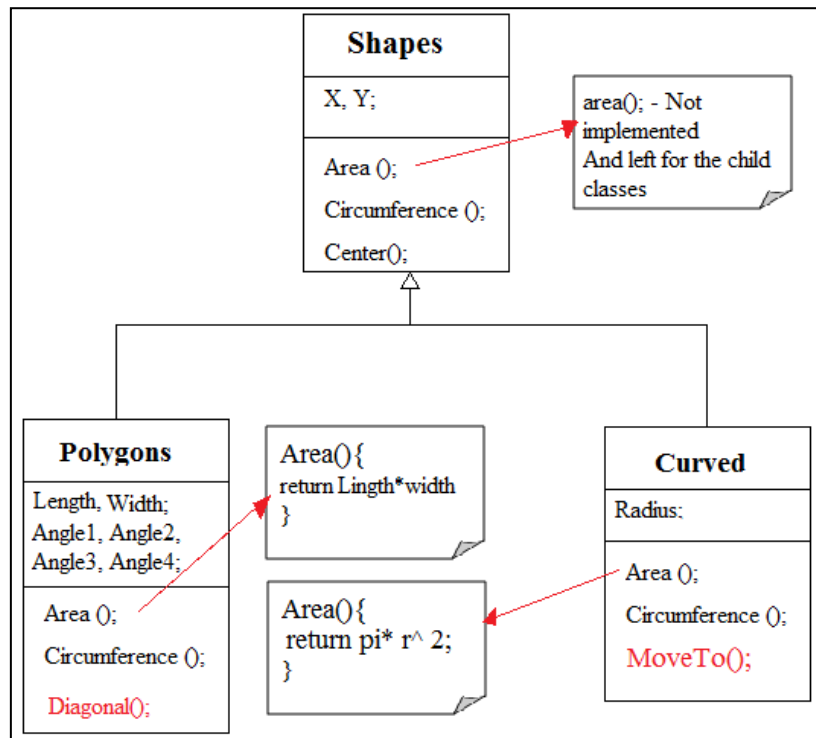 Shapes
X, Y;
Area ();
Circumference ();
Center();
area(); - Not
implemented
And left for the child
classes
Polygons
Length, Width;
Angle1, Angle2,
Angle3, Angle4;
Area ();
Circumference ();
Diagonal();
Area(){
return Lingth*width
}
Area(){
return pi* r^ 2;
}
Curved
Radius;
Area ();
Circumference ();
MoveTo();